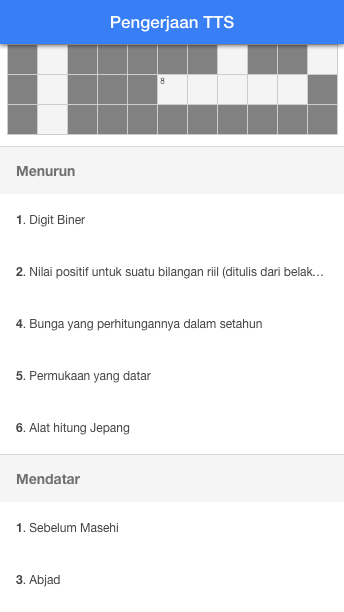 Pengerjaan TTS
8
Menurun
1. Digit Biner
2. Nilai positif untuk suatu bilangan riil (ditulis dari belak...
4. Bunga yang perhitungannya dalam setahun
5. Permukaan yang datar
6. Alat hitung Jepang
Mendatar
1. Sebelum Masehi
3. Abjad